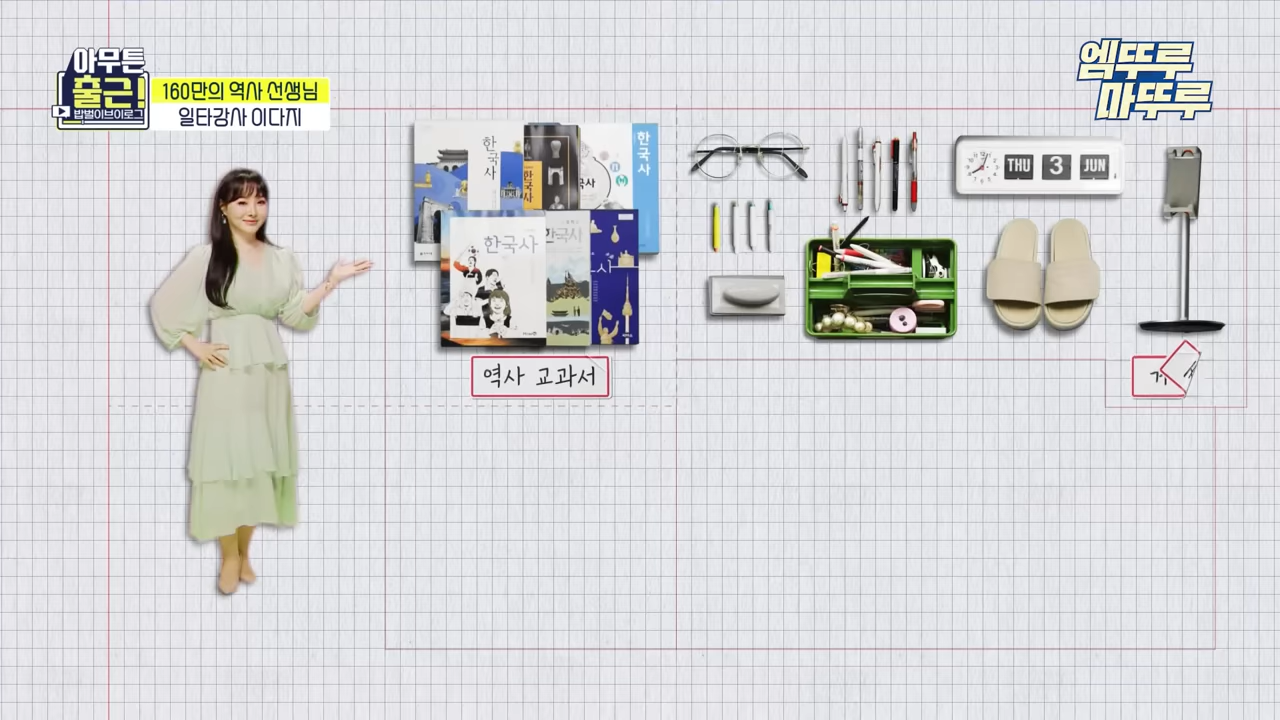 아무튼
출근!
밥벌이브이로그
160만의 역사 선생님
일타강사 이다지
엠뚜루
마뚜루
한국사
한국사
한국사
한국사
한국사
THU 3 JUN
역사 교과서